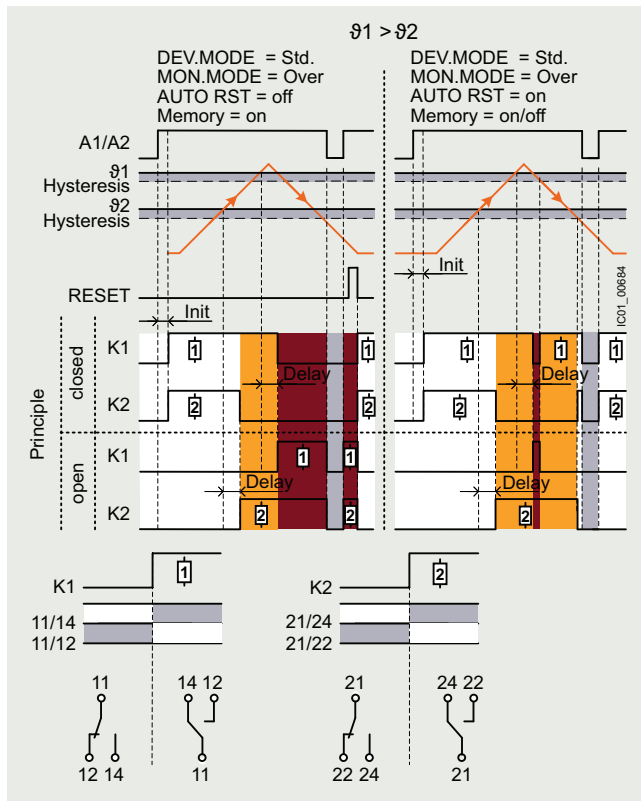 ϑ1 > ϑ2
DEV.MODE = Std.
MON.MODE = Over
AUTO RST = off
Memory = on
DEV.MODE = Std.
MON.MODE = Over
AUTO RST = on
Memory = on/off
A1/A2
ϑ1
Hysteresis
ϑ2
Hysteresis
Init
IC01_00684
RESET
Init
Principle
closed
K1
1
1
1
1
1
Delay
Delay
K2
2
2
2
2
open
K1
1
1
Delay
Delay
K2
2
2
2
K1
1
K2
2
11/14
11/12
21/24
21/22
11
14 12
21
24 22
12 14
11
22 24
21